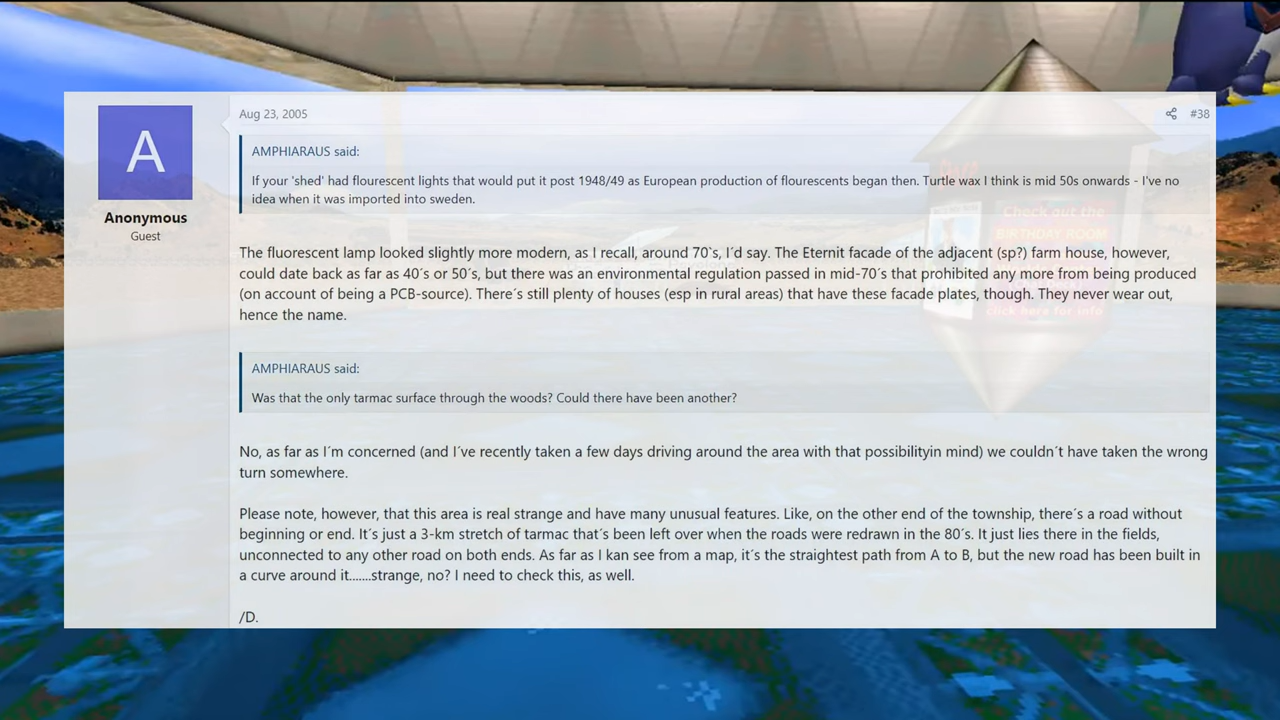 A
Anonymous
Guest
Aug 23, 2005
#38
AMPHIARAUS said:
If your 'shed' had flourescent lights that would put it post 1948/49 as European production of flourescents began then. Turtle wax I think is mid 50s onwards - I've no
idea when it was imported into sweden.
The fluorescent lamp looked slightly more modern, as I recall, around 70`s, I´d say. The Eternit facade of the adjacent (sp?) farm house, however,
could date back as far as 40´s or 50´s, but there was an environmental regulation passed in mid-70´s that prohibited any more from being produced
(on account of being a PCB-source). There´s still plenty of houses (esp in rural areas) that have these facade plates, though. They never wear out,
hence the name.
AMPHIARAUS said:
Was that the only tarmac surface through the woods? Could there have been another?
No, as far as I´m concerned (and I´ve recently taken a few days driving around the area with that possibilityin mind) we couldn´t have taken the wrong
turn somewhere.
Please note, however, that this area is real strange and have many unusual features. Like, on the other end of the township, there´s a road without
beginning or end. It´s just a 3-km stretch of tarmac that´s been left over when the roads were redrawn in the 80´s. It just lies there in the fields,
unconnected to any other road on both ends. As far as I kan see from a map, it´s the straightest path from A to B, but the new road has been built in
a curve around it.......strange, no? I need to check this, as well.
/D.
Check out the
BIRTHDAY ROOM
click here for info